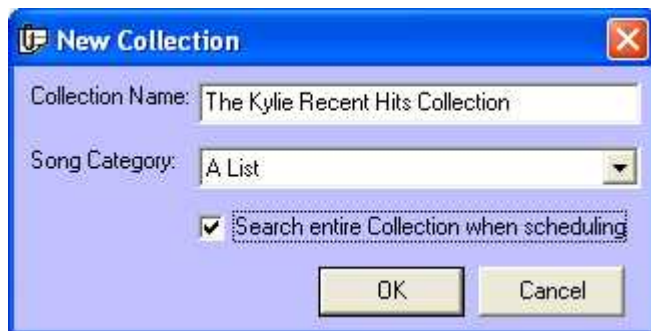 New Collection
Collection Name: The Kylie Recent Hits Collection
Song Category: A List
Search entire Collection when scheduling
OK Cancel